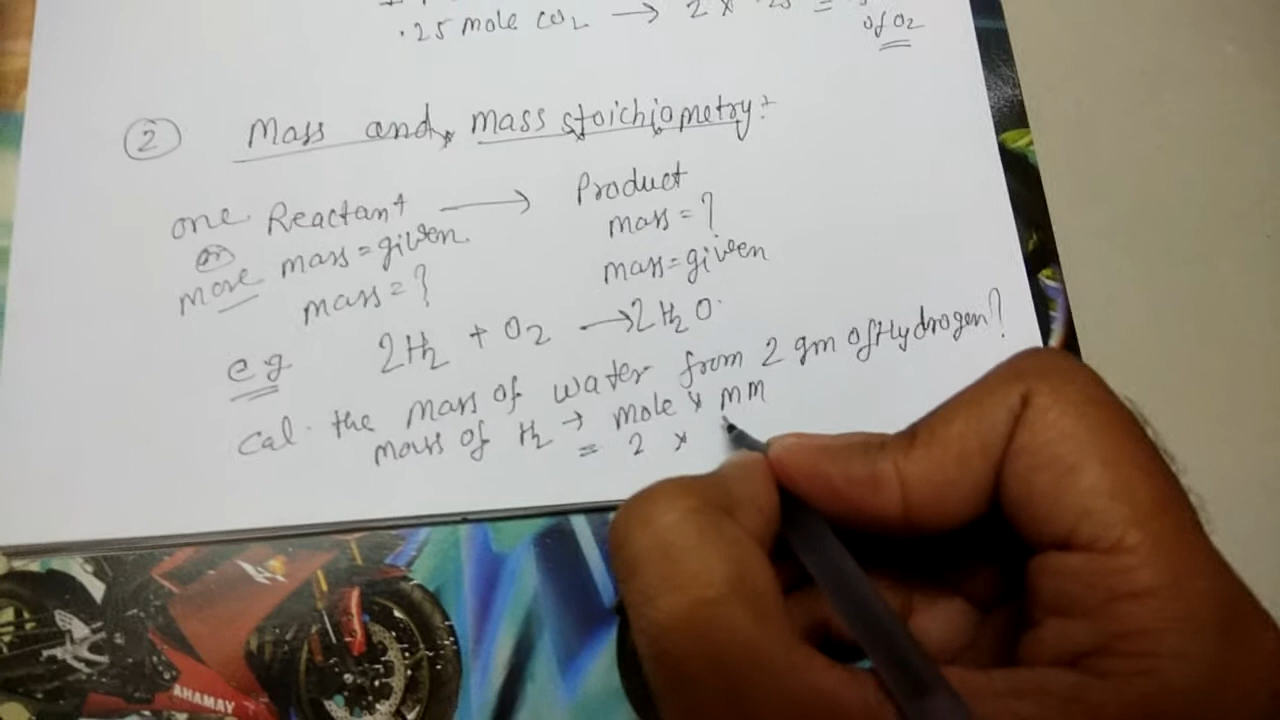 .25 mole CO2 → 2 × .25 =
of O2
② Mass and, mass stoichiometry:
one Reactant → Product
or mass = given mass = ?
more mass = ? mass = given
e.g 2H2 + O2 → 2H2O.
Cal. the mass of water from 2 gm of Hydrogen?
mass of H2 → mole × MM
= 2 ×
AHAMAY